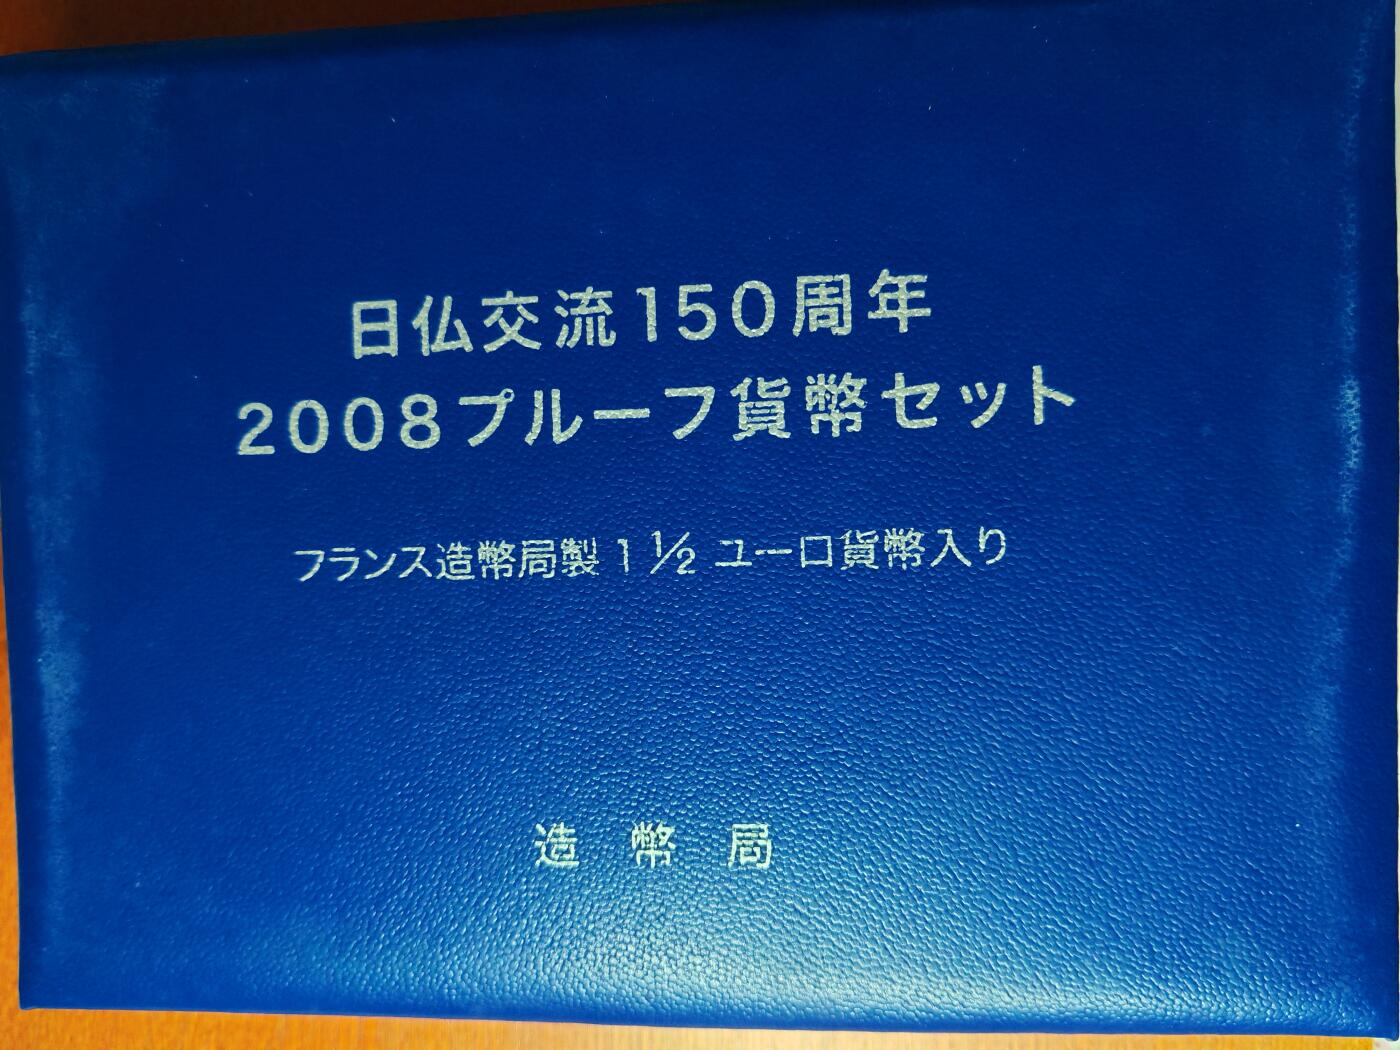 日仏交流150周年
2008プルーフ貨幣セット
フランス造幣局製1½ユーロ貨幣入り
造幣局